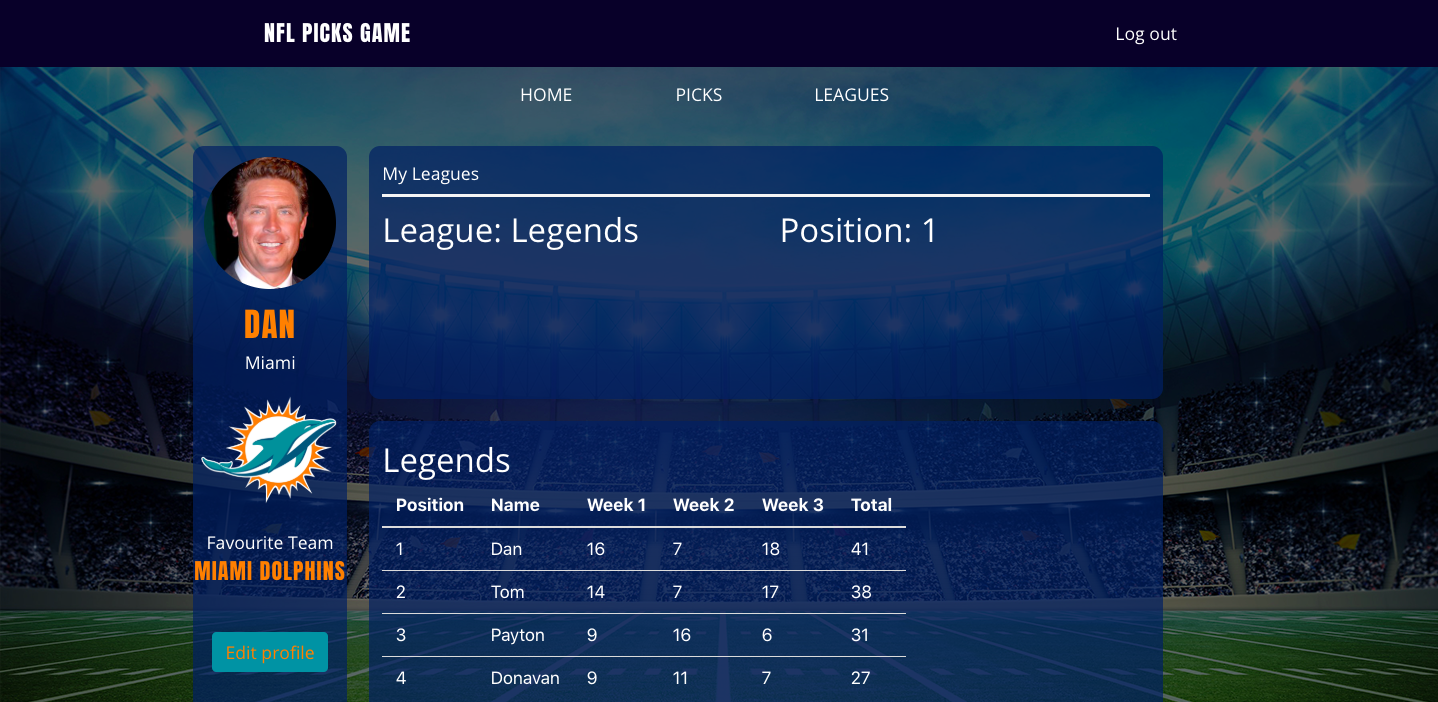 NFL PICKS GAME
Log out
HOME PICKS LEAGUES
DAN
Miami
Favourite Team
MIAMI DOLPHINS
Edit profile
My Leagues
League: Legends Position: 1
Legends
Position Name Week 1 Week 2 Week 3 Total
1 Dan 16 7 18 41
2 Tom 14 7 17 38
3 Payton 9 16 6 31
4 Donavan 9 11 7 27